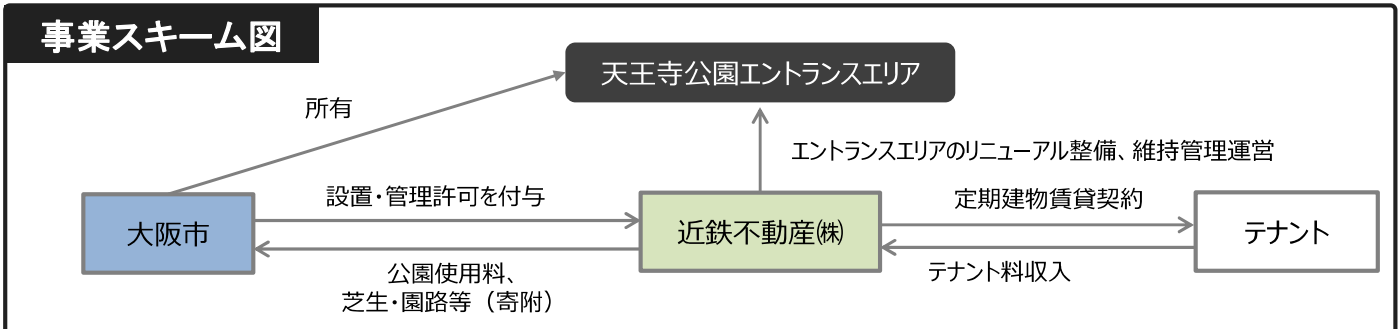 事業スキーム図
天王寺公園エントランスエリア
所有
エントランスエリアのリニューアル整備、維持管理運営
設置・管理許可を付与
定期建物賃貸契約
大阪市
近鉄不動産㈱
テナント
公園使用料、
芝生・園路等（寄附）
テナント料収入